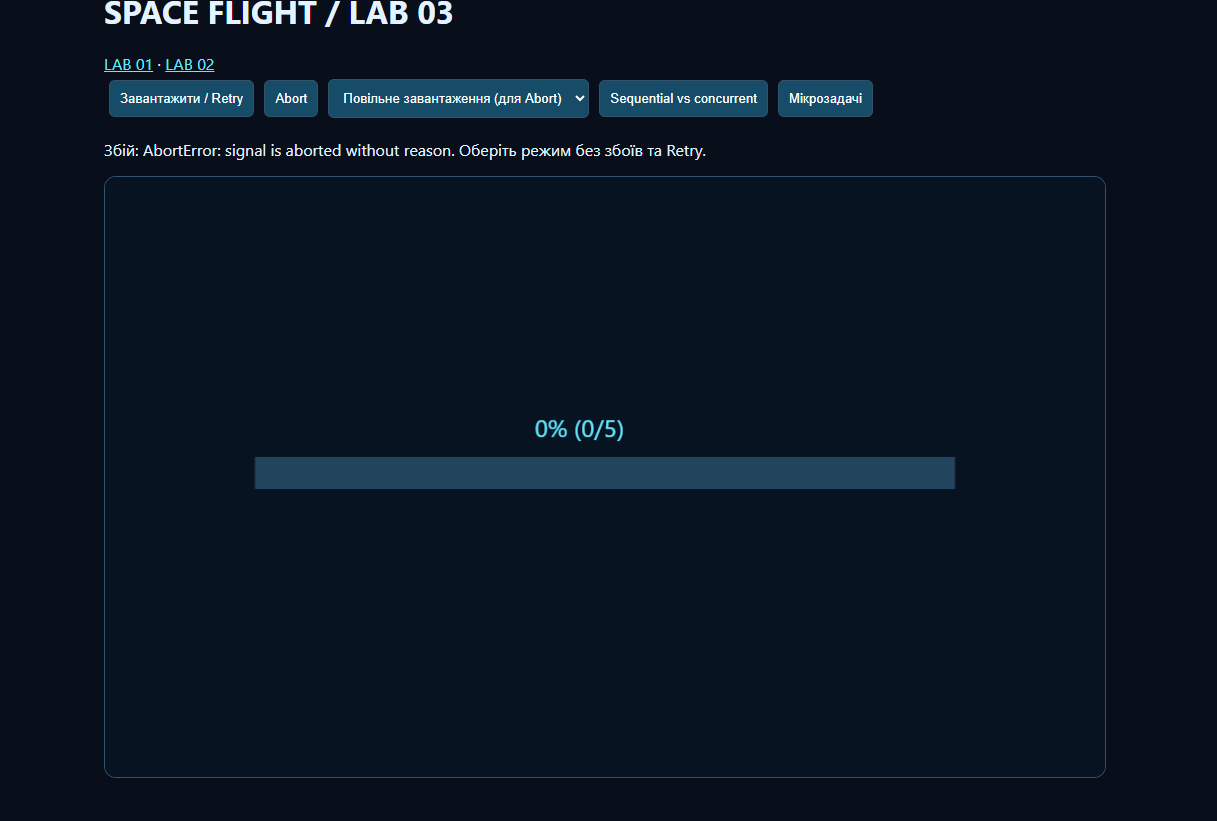 SPACE FLIGHT / LAB 03
LAB 01 · LAB 02
Завантажити / Retry Abort Повільне завантаження (для Abort) Sequential vs concurrent Мікрозадачі
Збій: AbortError: signal is aborted without reason. Оберіть режим без збоїв та Retry.
0% (0/5)